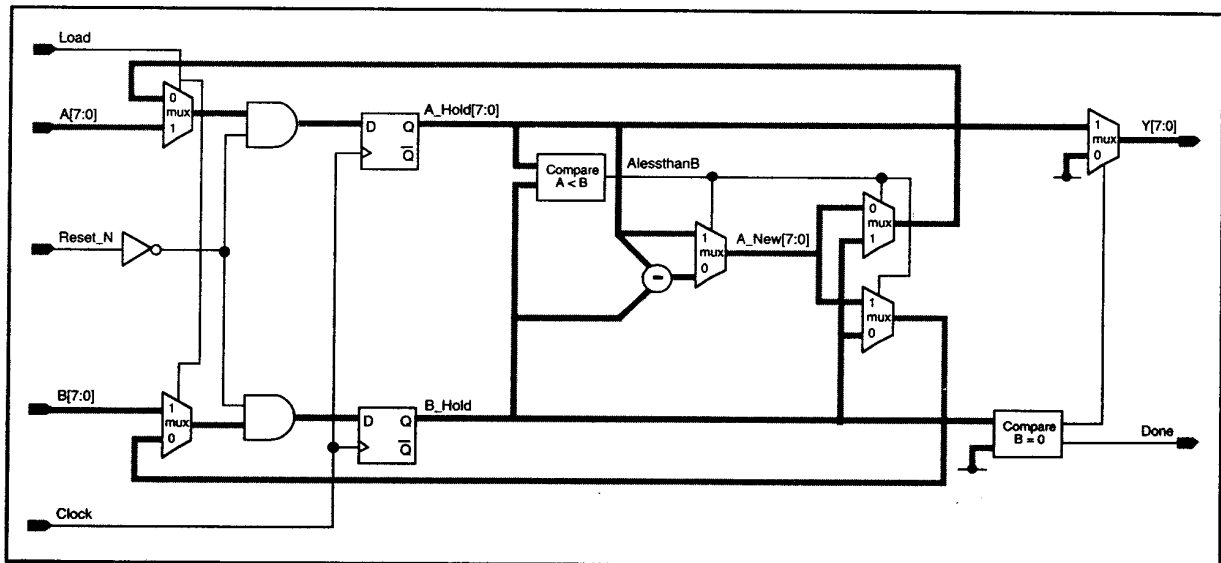 Load
A[7:0]
0
mux
1
D Q
Q
A_Hold[7:0]
Compare
A < B
AlessthanB
1
mux
0
Y[7:0]
0
mux
1
Reset_N
1
mux
0
A_New[7:0]
-
1
mux
0
B[7:0]
1
mux
0
D Q
Q
B_Hold
Compare
B = 0
Done
Clock